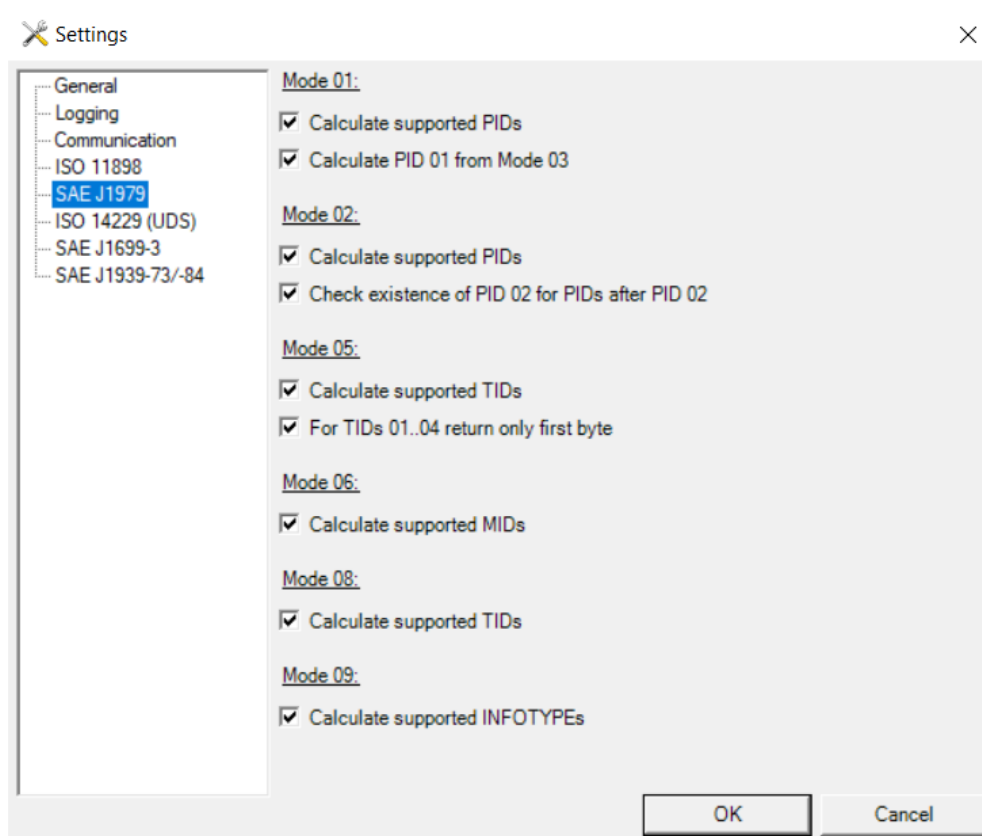 Settings
General
Logging
Communication
ISO 11898
SAE J1979
ISO 14229 (UDS)
SAE J1699-3
SAE J1939-73/-84
Mode 01:
Calculate supported PIDs
Calculate PID 01 from Mode 03
Mode 02:
Calculate supported PIDs
Check existence of PID 02 for PIDs after PID 02
Mode 05:
Calculate supported TIDs
For TIDs 01..04 return only first byte
Mode 06:
Calculate supported MIDs
Mode 08:
Calculate supported TIDs
Mode 09:
Calculate supported INFOTYPEs
OK
Cancel